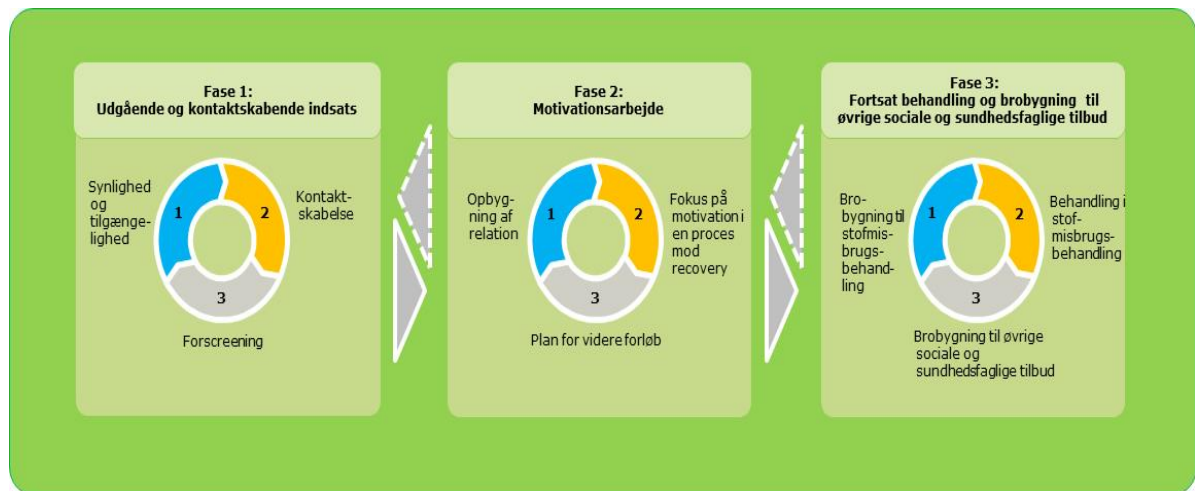 Fase 1:
Udgående og kontaktskabende indsats
Synlighed
og
tilgænge-
lighed
1
2
Kontakt-
skabelse
3
Forscreening
Fase 2:
Motivationsarbejde
Opbyg-
ning af
relation
1
2
Fokus på
motivation i
en proces
mod
recovery
3
Plan for videre forløb
Fase 3:
Fortsat behandling og brobygning til
øvrige sociale og sundhedsfaglige tilbud
Bro-
bygning til
stofmis-
brugs-
behand-
ling
1
2
Behandling i
stof-
misbrugs-
behandling
3
Brobygning til øvrige
sociale og
sundhedsfaglige tilbud